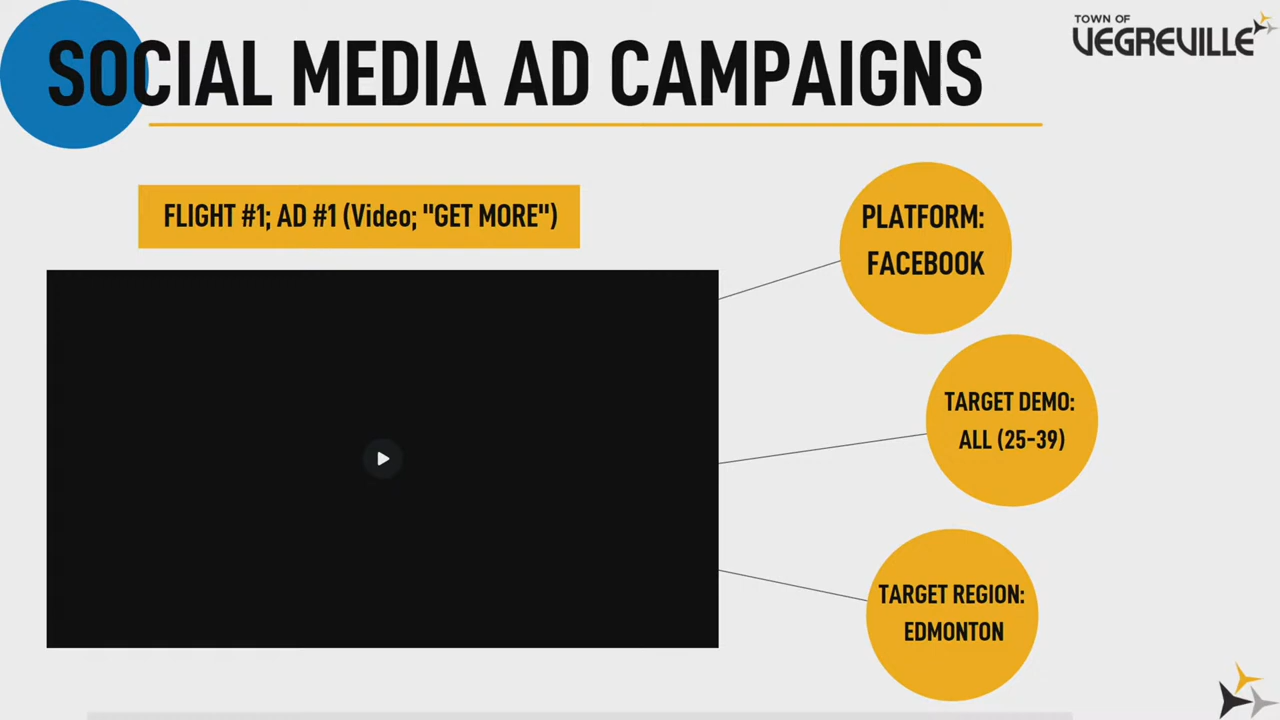 SOCIAL MEDIA AD CAMPAIGNS
TOWN OF
VEGREVILLE
FLIGHT #1; AD #1 (Video; "GET MORE")
PLATFORM:
FACEBOOK
TARGET DEMO:
ALL (25-39)
TARGET REGION:
EDMONTON